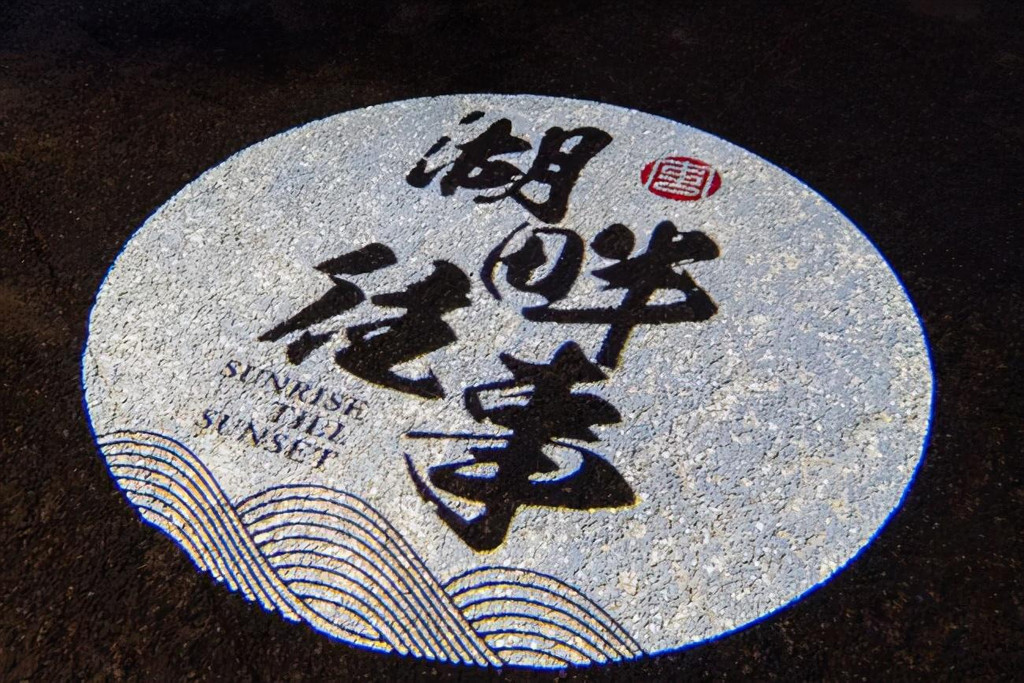 湖畔
往事
SUNRISE
TILL
SUNSET